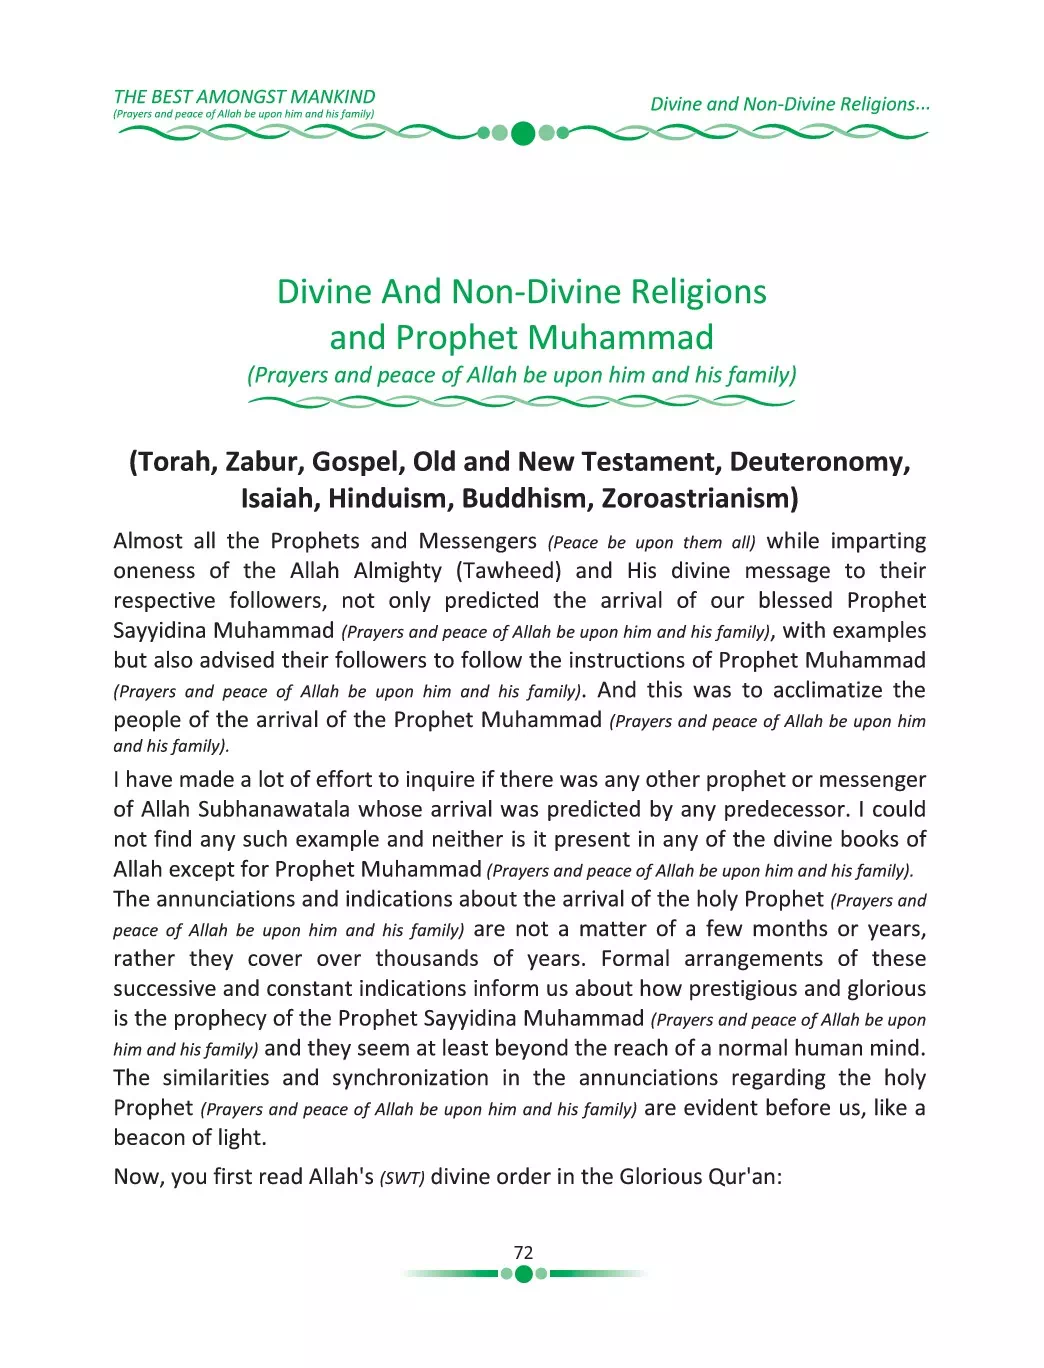 THE BEST AMONGST MANKIND
(Prayers and peace of Allah be upon him and his family)
Divine and Non-Divine Religions...
Divine And Non-Divine Religions
and Prophet Muhammad
(Prayers and peace of Allah be upon him and his family)
(Torah, Zabur, Gospel, Old and New Testament, Deuteronomy,
Isaiah, Hinduism, Buddhism, Zoroastrianism)
Almost all the Prophets and Messengers (Peace be upon them all) while imparting
oneness of the Allah Almighty (Tawheed) and His divine message to their
respective followers, not only predicted the arrival of our blessed Prophet
Sayyidina Muhammad (Prayers and peace of Allah be upon him and his family), with examples
but also advised their followers to follow the instructions of Prophet Muhammad
(Prayers and peace of Allah be upon him and his family). And this was to acclimatize the
people of the arrival of the Prophet Muhammad (Prayers and peace of Allah be upon him
and his family).
I have made a lot of effort to inquire if there was any other prophet or messenger
of Allah Subhanawatala whose arrival was predicted by any predecessor. I could
not find any such example and neither is it present in any of the divine books of
Allah except for Prophet Muhammad (Prayers and peace of Allah be upon him and his family).
The annunciations and indications about the arrival of the holy Prophet (Prayers and
peace of Allah be upon him and his family) are not a matter of a few months or years,
rather they cover over thousands of years. Formal arrangements of these
successive and constant indications inform us about how prestigious and glorious
is the prophecy of the Prophet Sayyidina Muhammad (Prayers and peace of Allah be upon
him and his family) and they seem at least beyond the reach of a normal human mind.
The similarities and synchronization in the annunciations regarding the holy
Prophet (Prayers and peace of Allah be upon him and his family) are evident before us, like a
beacon of light.
Now, you first read Allah's (SWT) divine order in the Glorious Qur'an:
72